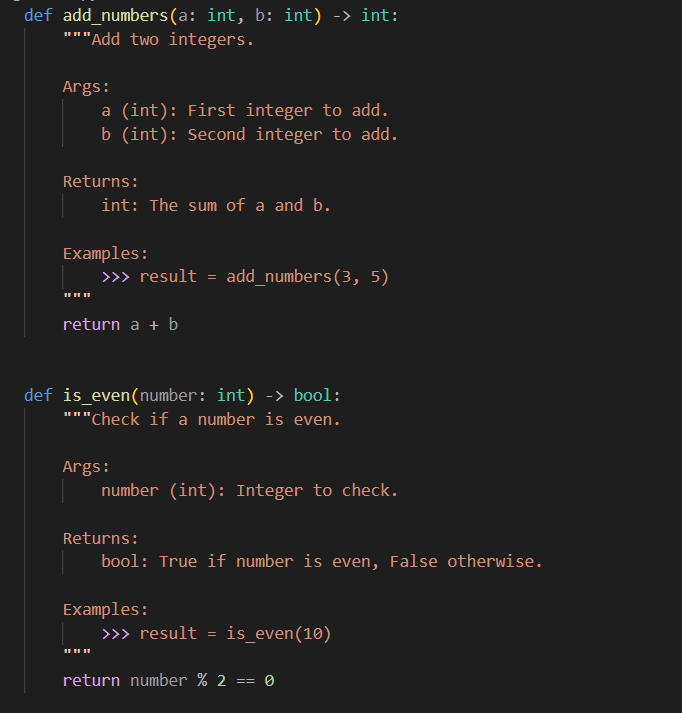 def add_numbers(a: int, b: int) -> int:
    """Add two integers.

    Args:
        a (int): First integer to add.
        b (int): Second integer to add.

    Returns:
        int: The sum of a and b.

    Examples:
        >>> result = add_numbers(3, 5)
    """
    return a + b


def is_even(number: int) -> bool:
    """Check if a number is even.

    Args:
        number (int): Integer to check.

    Returns:
        bool: True if number is even, False otherwise.

    Examples:
        >>> result = is_even(10)
    """
    return number % 2 == 0